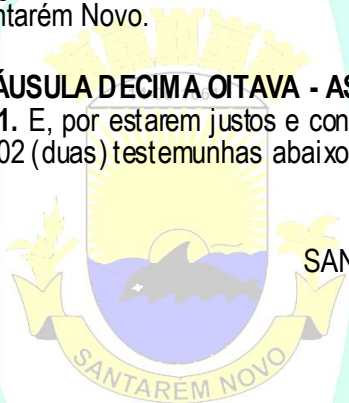 ntarém Novo.
ÁUSULA DECIMA OITAVA - AS
1. E, por estarem justos e con
02 (duas) testemunhas abaixo
SAN
SANTARÉM NOVO